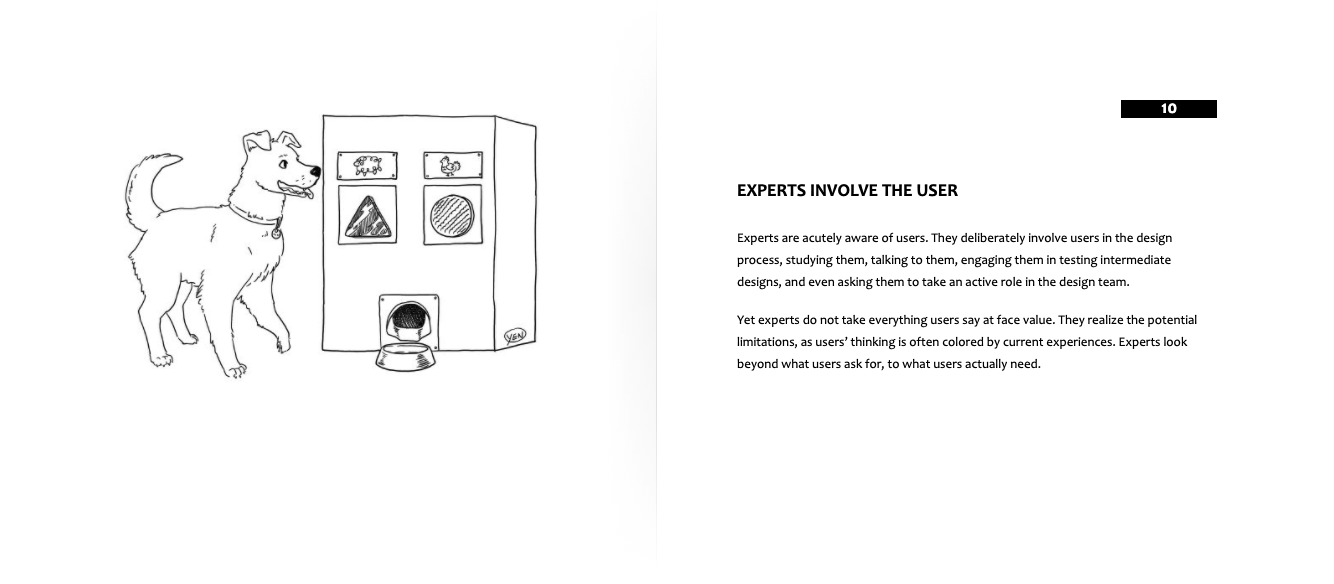 YEN
10
EXPERTS INVOLVE THE USER
Experts are acutely aware of users. They deliberately involve users in the design
process, studying them, talking to them, engaging them in testing intermediate
designs, and even asking them to take an active role in the design team.
Yet experts do not take everything users say at face value. They realize the potential
limitations, as users’ thinking is often colored by current experiences. Experts look
beyond what users ask for, to what users actually need.